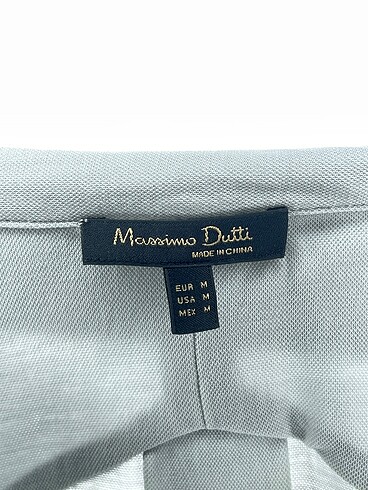 Massimo Dutti
MADE IN CHINA
EUR M
USA M
MEX M